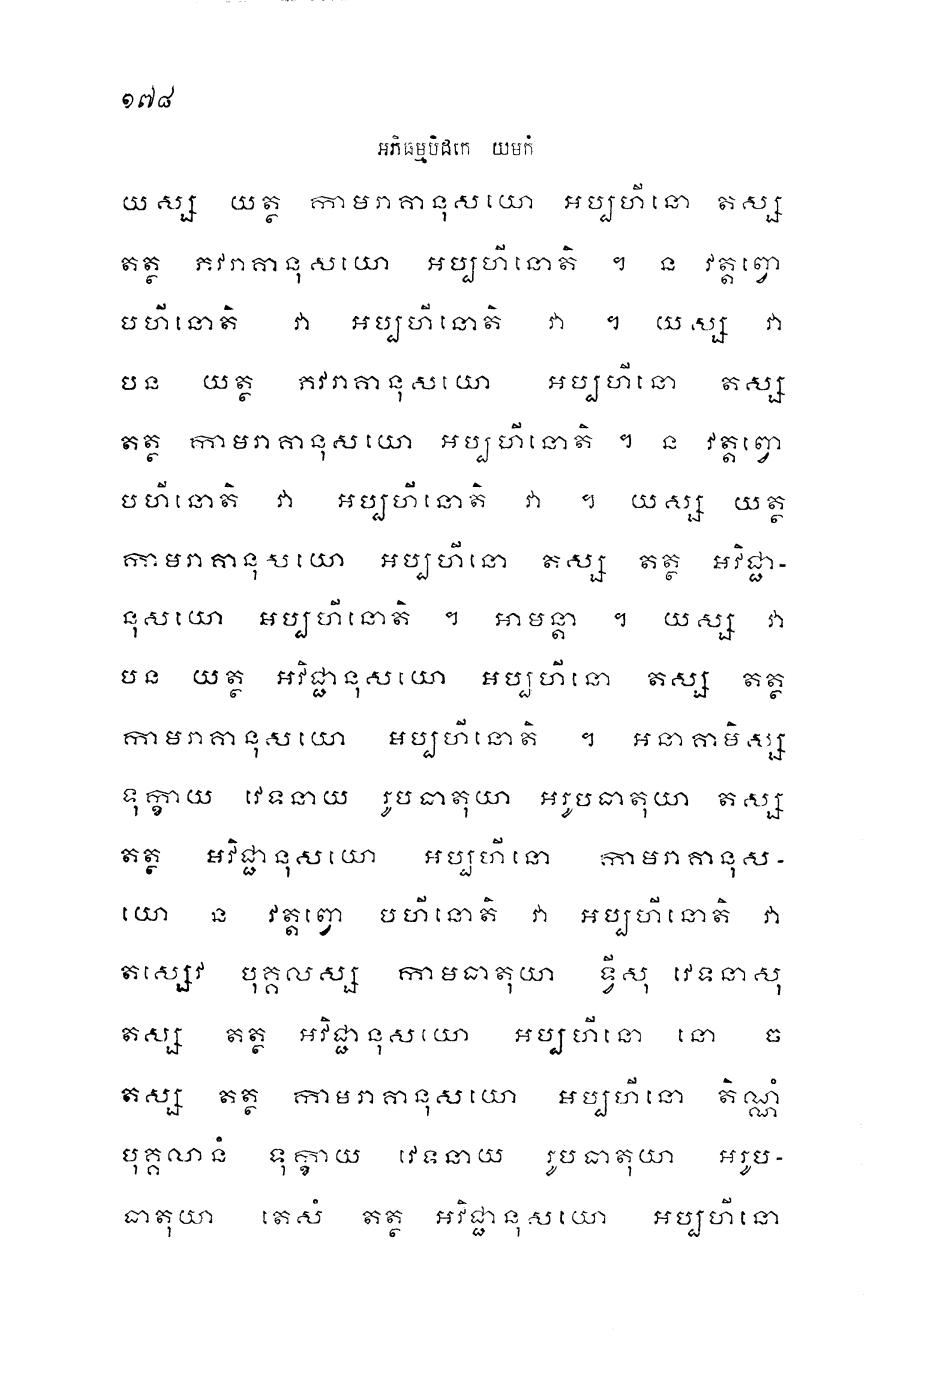 ១៧៨
អភិធម្មបិដកេ យមកំ
យស្ស យត្ថ កាមរាគានុសយោ អប្បហីនោ តស្ស
តត្ថ ភវរាគានុសយោ អប្បហីនោតិ ។ ន វត្តព្វោ
បហីនោតិ វា អប្បហីនោតិ វា ។ យស្ស វា
បន យត្ថ ភវរាគានុសយោ អប្បហីនោ តស្ស
តត្ថ កាមរាគានុសយោ អប្បហីនោតិ ។ ន វត្តព្វោ
បហីនោតិ វា អប្បហីនោតិ វា ។ យស្ស យត្ថ
កាមរាគានុសយោ អប្បហីនោ តស្ស តត្ថ អវិជ្ជា-
នុសយោ អប្បហីនោតិ ។ អាមន្តា ។ យស្ស វា
បន យត្ថ អវិជ្ជានុសយោ អប្បហីនោ តស្ស តត្ថ
កាមរាគានុសយោ អប្បហីនោតិ ។ អនាគាមិស្ស
ទុក្ខាយ វេទនាយ រូបធាតុយា អរូបធាតុយា តស្ស
តត្ថ អវិជ្ជានុសយោ អប្បហីនោ កាមរាគានុស-
យោ ន វត្តព្វោ បហីនោតិ វា អប្បហីនោតិ វា
តស្សេវ បុគ្គលស្ស កាមធាតុយា ទ្វីសុ វេទនាសុ
តស្ស តត្ថ អវិជ្ជានុសយោ អប្បហីនោ នោ ច
តស្ស តត្ថ កាមរាគានុសយោ អប្បហីនោ តិណ្ណំ
បុគ្គលានំ ទុក្ខាយ វេទនាយ រូបធាតុយា អរូប-
ធាតុយា តេសំ តត្ថ អវិជ្ជានុសយោ អប្បហីនោ